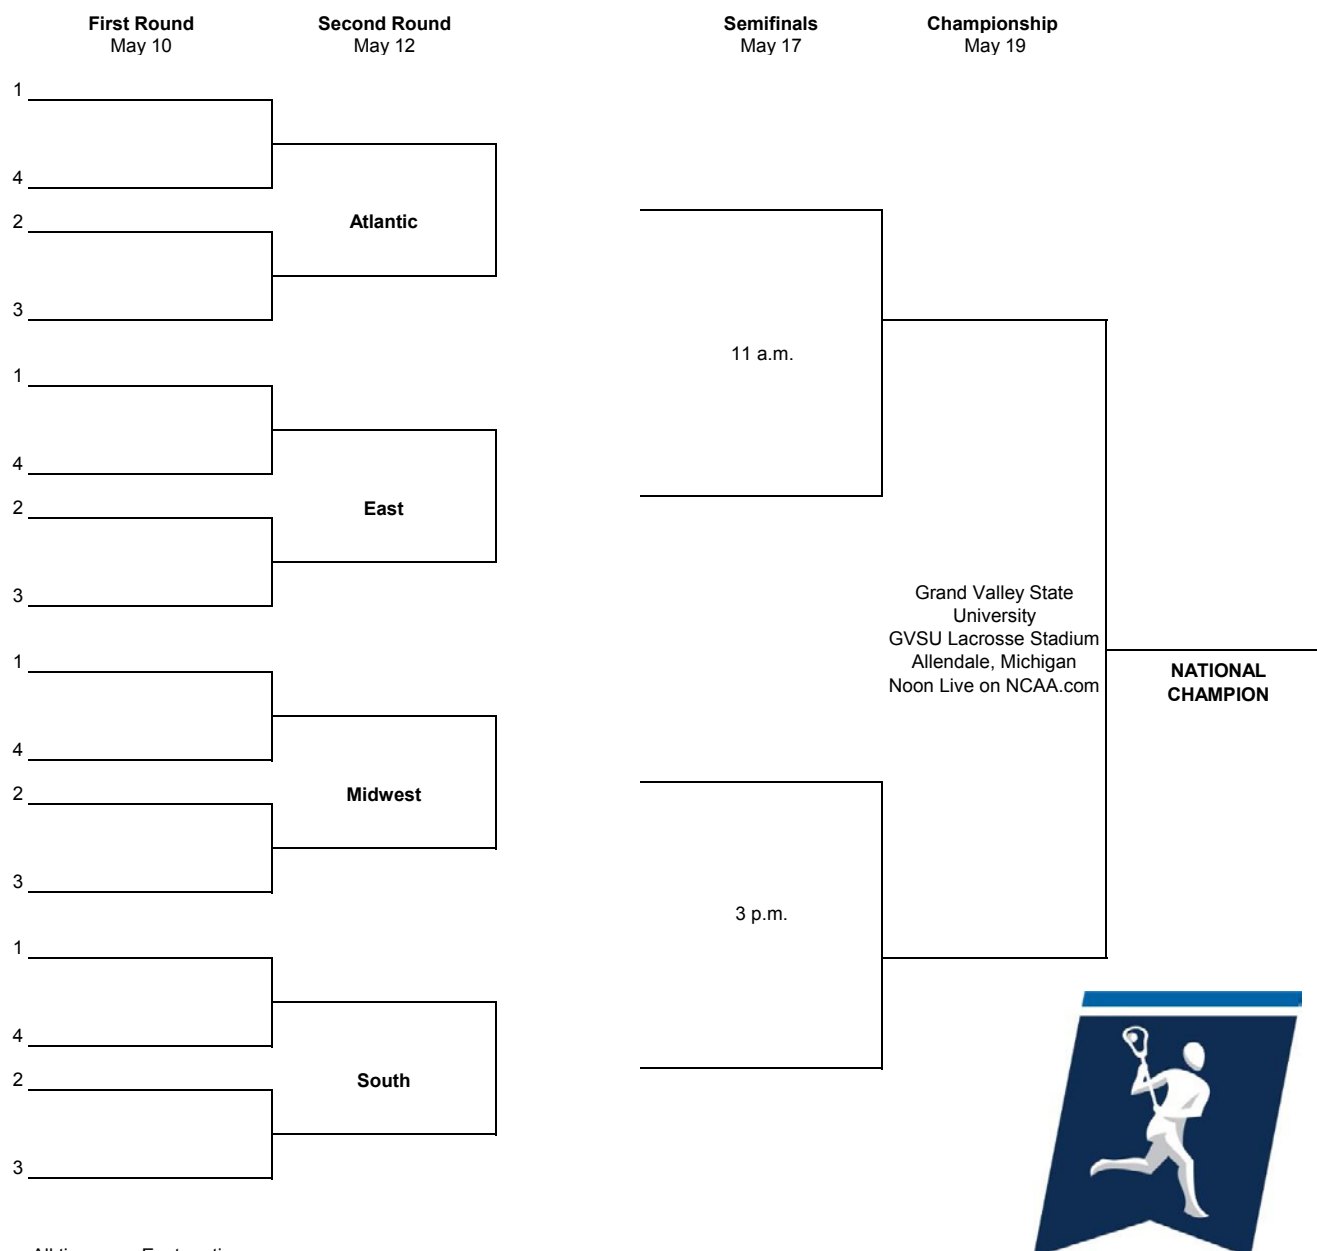 First Round
May 10
Second Round
May 12
Semifinals
May 17
Championship
May 19
1
4
2
3
Atlantic
1
4
2
3
East
1
4
2
3
Midwest
1
4
2
3
South
11 a.m.
3 p.m.
Grand Valley State
University
GVSU Lacrosse Stadium
Allendale, Michigan
Noon Live on NCAA.com
NATIONAL
CHAMPION